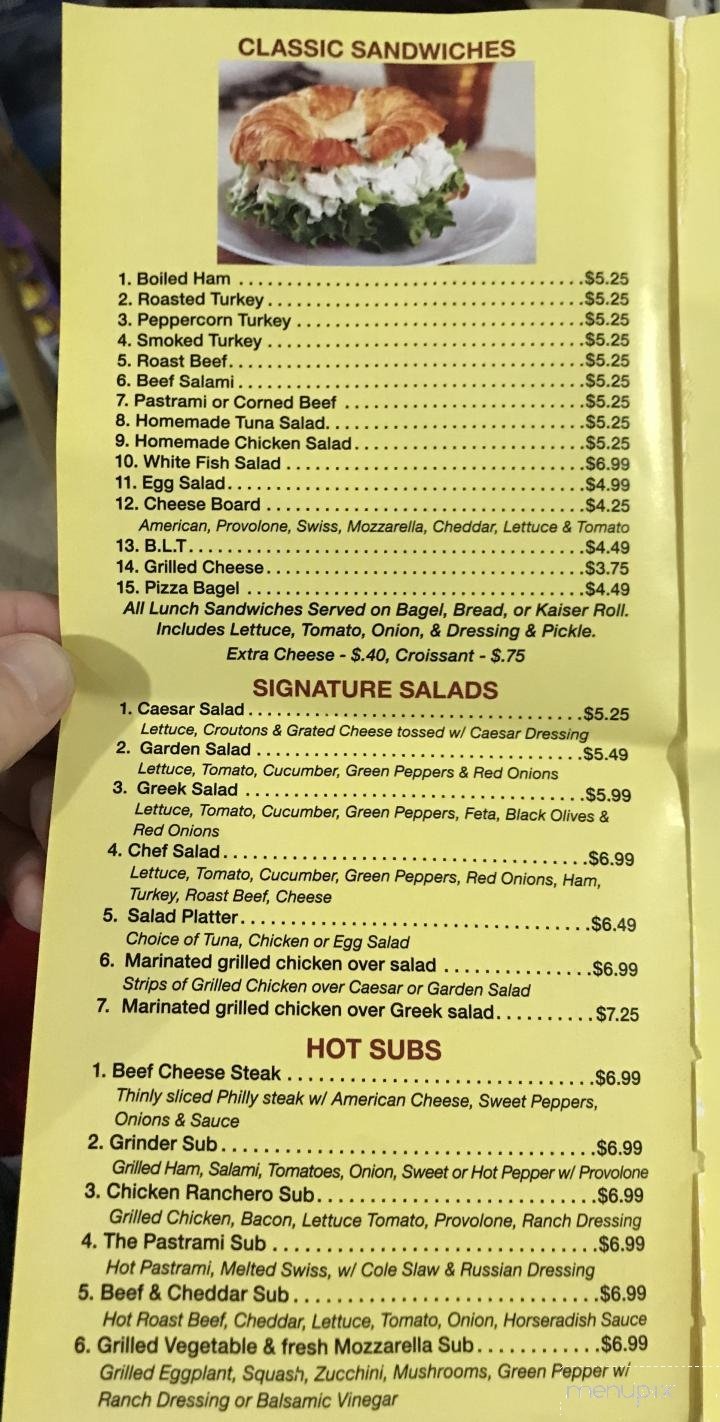 CLASSIC SANDWICHES
1. Boiled Ham ........................................$5.25
2. Roasted Turkey....................................$5.25
3. Peppercorn Turkey .................................$5.25
4. Smoked Turkey ....................................$5.25
5. Roast Beef........................................$5.25
6. Beef Salami.......................................$5.25
7. Pastrami or Corned Beef ...........................$5.25
8. Homemade Tuna Salad.............................$5.25
9. Homemade Chicken Salad..........................$5.25
10. White Fish Salad .................................$6.99
11. Egg Salad........................................$4.99
12. Cheese Board ....................................$4.25
American, Provolone, Swiss, Mozzarella, Cheddar, Lettuce & Tomato
13. B.L.T............................................$4.49
14. Grilled Cheese....................................$3.75
15. Pizza Bagel ......................................$4.49
All Lunch Sandwiches Served on Bagel, Bread, or Kaiser Roll.
Includes Lettuce, Tomato, Onion, & Dressing & Pickle.
Extra Cheese - $.40, Croissant - $.75
SIGNATURE SALADS
1. Caesar Salad......................................$5.25
Lettuce, Croutons & Grated Cheese tossed w/ Caesar Dressing
2. Garden Salad .....................................$5.49
Lettuce, Tomato, Cucumber, Green Peppers & Red Onions
3. Greek Salad ......................................$5.99
Lettuce, Tomato, Cucumber, Green Peppers, Feta, Black Olives &
Red Onions
4. Chef Salad........................................$6.99
Lettuce, Tomato, Cucumber, Green Peppers, Red Onions, Ham,
Turkey, Roast Beef, Cheese
5. Salad Platter......................................$6.49
Choice of Tuna, Chicken or Egg Salad
6. Marinated grilled chicken over salad ................$6.99
Strips of Grilled Chicken over Caesar or Garden Salad
7. Marinated grilled chicken over Greek salad..........$7.25
HOT SUBS
1. Beef Cheese Steak .................................$6.99
Thinly sliced Philly steak w/ American Cheese, Sweet Peppers,
Onions & Sauce
2. Grinder Sub........................................$6.99
Grilled Ham, Salami, Tomatoes, Onion, Sweet or Hot Pepper w/ Provolone
3. Chicken Ranchero Sub..............................$6.99
Grilled Chicken, Bacon, Lettuce Tomato, Provolone, Ranch Dressing
4. The Pastrami Sub ..................................$6.99
Hot Pastrami, Melted Swiss, w/ Cole Slaw & Russian Dressing
5. Beef & Cheddar Sub................................$6.99
Hot Roast Beef, Cheddar, Lettuce, Tomato, Onion, Horseradish Sauce
6. Grilled Vegetable & fresh Mozzarella Sub............$6.99
Grilled Eggplant, Squash, Zucchini, Mushrooms, Green Pepper w/
Ranch Dressing or Balsamic Vinegar
menupix